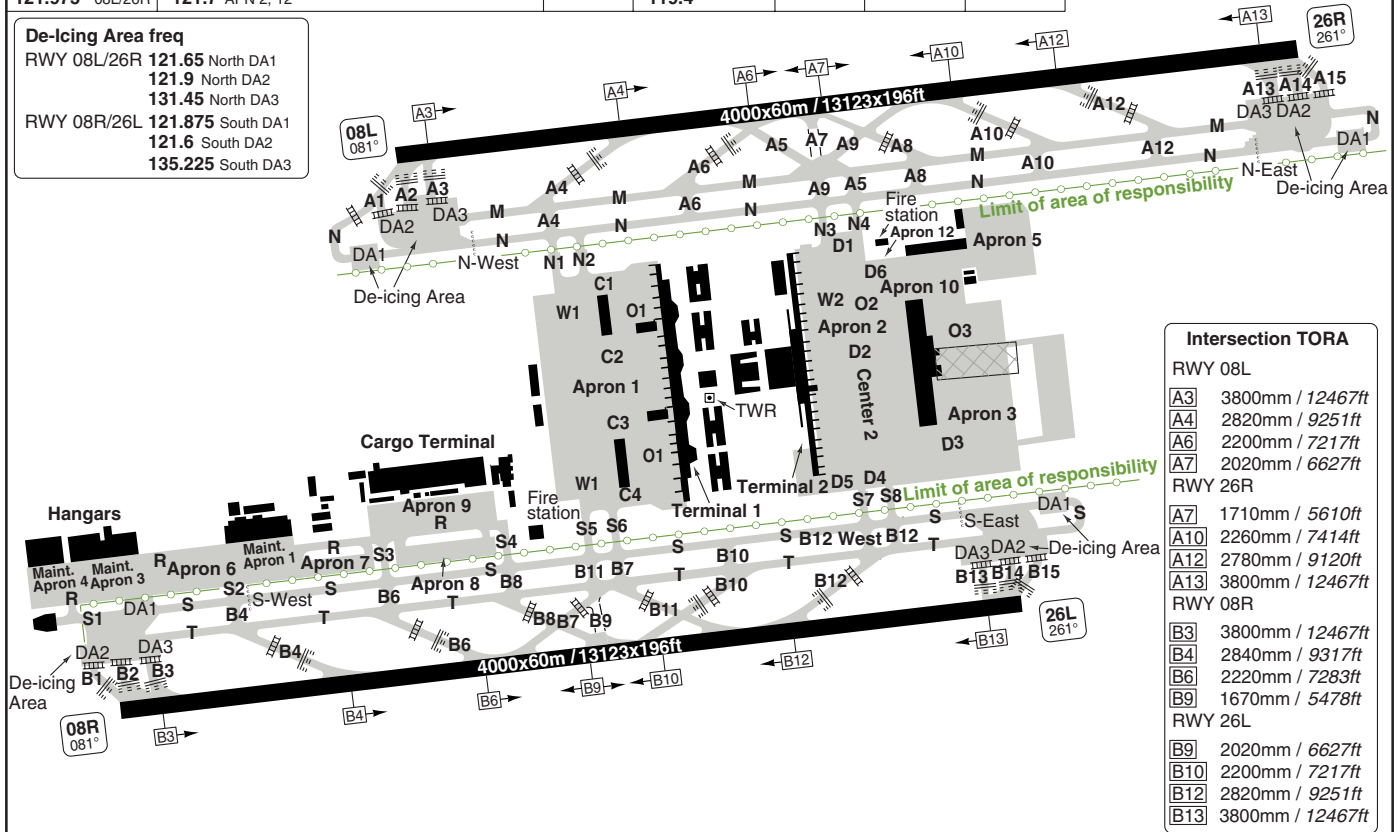 121.975 08L/26R 121.7 APN 2, 12 119.4
De-Icing Area freq
RWY 08L/26R 121.65 North DA1
121.9 North DA2
131.45 North DA3
RWY 08R/26L 121.875 South DA1
121.6 South DA2
135.225 South DA3
A3 A4 A6 A7 A10 A12 A13
08L
081°
26R
261°
4000x60m / 13123x196ft
A1 A2 A3
DA2 DA3
A4 A6 A5 A7 A9 A8 A10 A12
A13 A14 A15
DA3 DA2
N DA1
M M M M M
A4 A6 A9 A5 A8 A10 A12
N N N N N
N DA1
N-West
De-icing Area
N-East
De-icing Area
Limit of area of responsibility
N1 N2
N3 N4
D1
Fire
station
Apron 12
Apron 5
D6
Apron 10
C1
W1 O1
C2
Apron 1
C3
O1
W1
C4
W2 O2
Apron 2
D2
Center 2
O3
Apron 3
D3
D5 D4
TWR
Terminal 2
Terminal 1
Cargo Terminal
Apron 9
R
Fire
station
Hangars
Maint.
Apron 4
Maint.
Apron 3
R
Apron 6
Maint.
Apron 1
R
Apron 7
Apron 8
R
S1 S2 S3 S4 S5 S6 S7 S8
Limit of area of responsibility
DA1
S S S S S
S-West
S-East
DA1
S
De-icing Area
B4 B6 B8 B11 B7 B10 B12 West B12
T T T T T T
DA2 DA3
B1 B2 B3
De-icing
Area
B4 B6 B8 B7 B9 B11 B10 B12
DA3 DA2
B13 B14 B15
4000x60m / 13123x196ft
08R
081°
26L
261°
B3 B4 B6 B9 B10 B12 B13
Intersection TORA
RWY 08L
A3 3800mm / 12467ft
A4 2820mm / 9251ft
A6 2200mm / 7217ft
A7 2020mm / 6627ft
RWY 26R
A7 1710mm / 5610ft
A10 2260mm / 7414ft
A12 2780mm / 9120ft
A13 3800mm / 12467ft
RWY 08R
B3 3800mm / 12467ft
B4 2840mm / 9317ft
B6 2220mm / 7283ft
B9 1670mm / 5478ft
RWY 26L
B9 2020mm / 6627ft
B10 2200mm / 7217ft
B12 2820mm / 9251ft
B13 3800mm / 12467ft